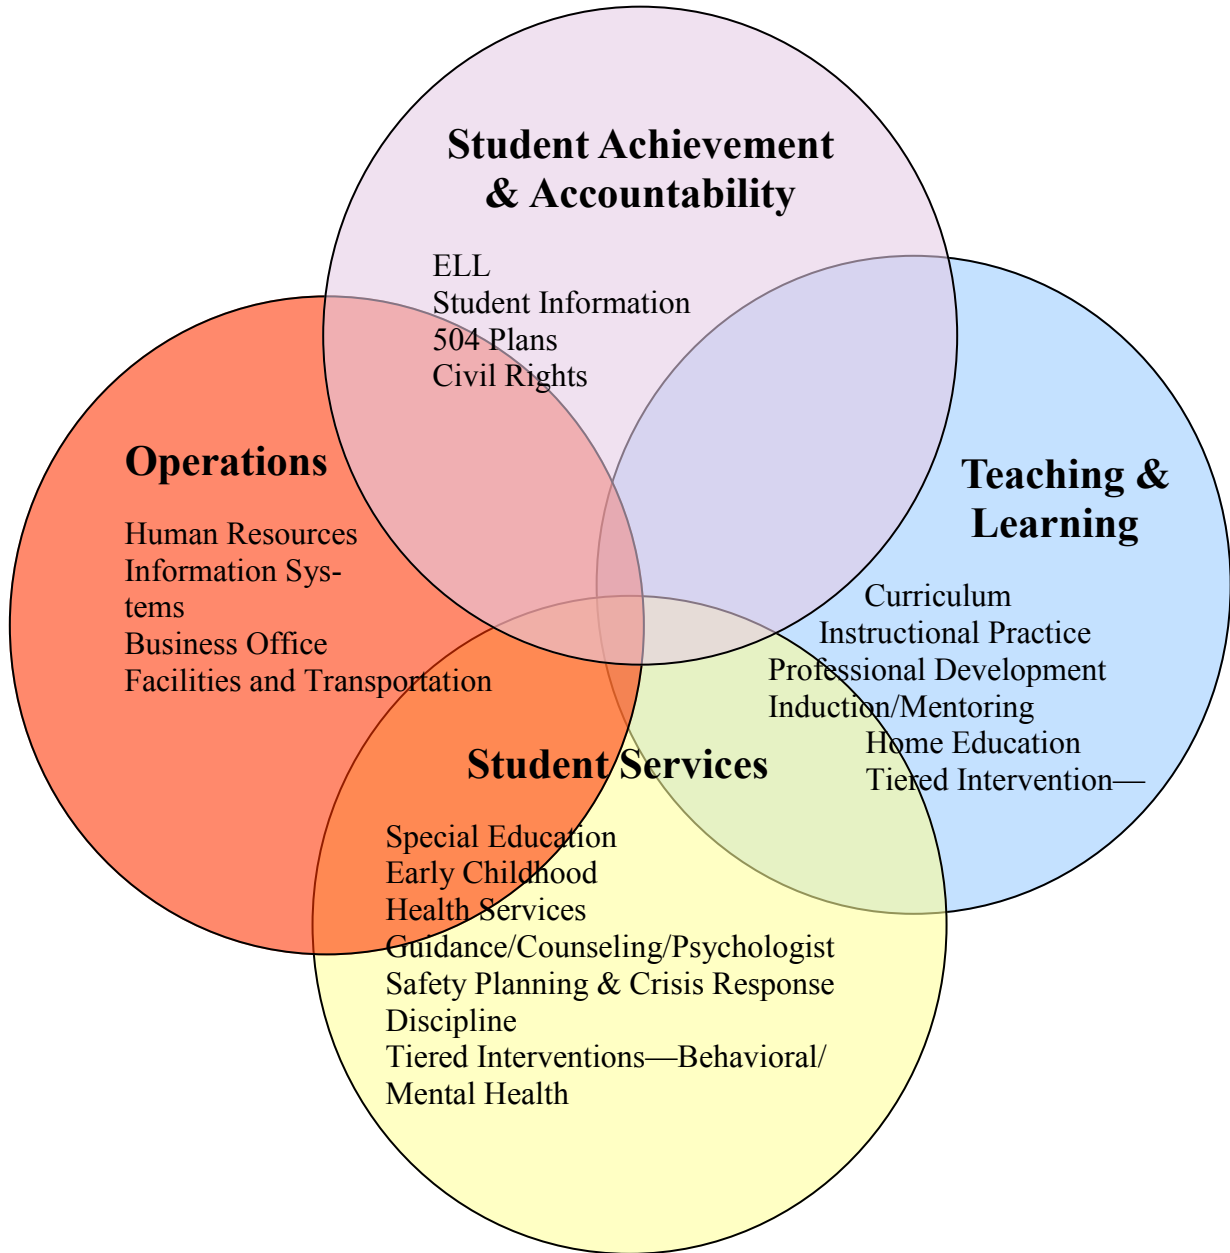 Student Achievement
& Accountability
ELL
Student Information
504 Plans
Civil Rights
Operations
Human Resources
Information Sys-
tems
Business Office
Facilities and Transportation
Teaching &
Learning
Curriculum
Instructional Practice
Professional Development
Induction/Mentoring
Home Education
Tiered Intervention—
Student Services
Special Education
Early Childhood
Health Services
Guidance/Counseling/Psychologist
Safety Planning & Crisis Response
Discipline
Tiered Interventions—Behavioral/
Mental Health